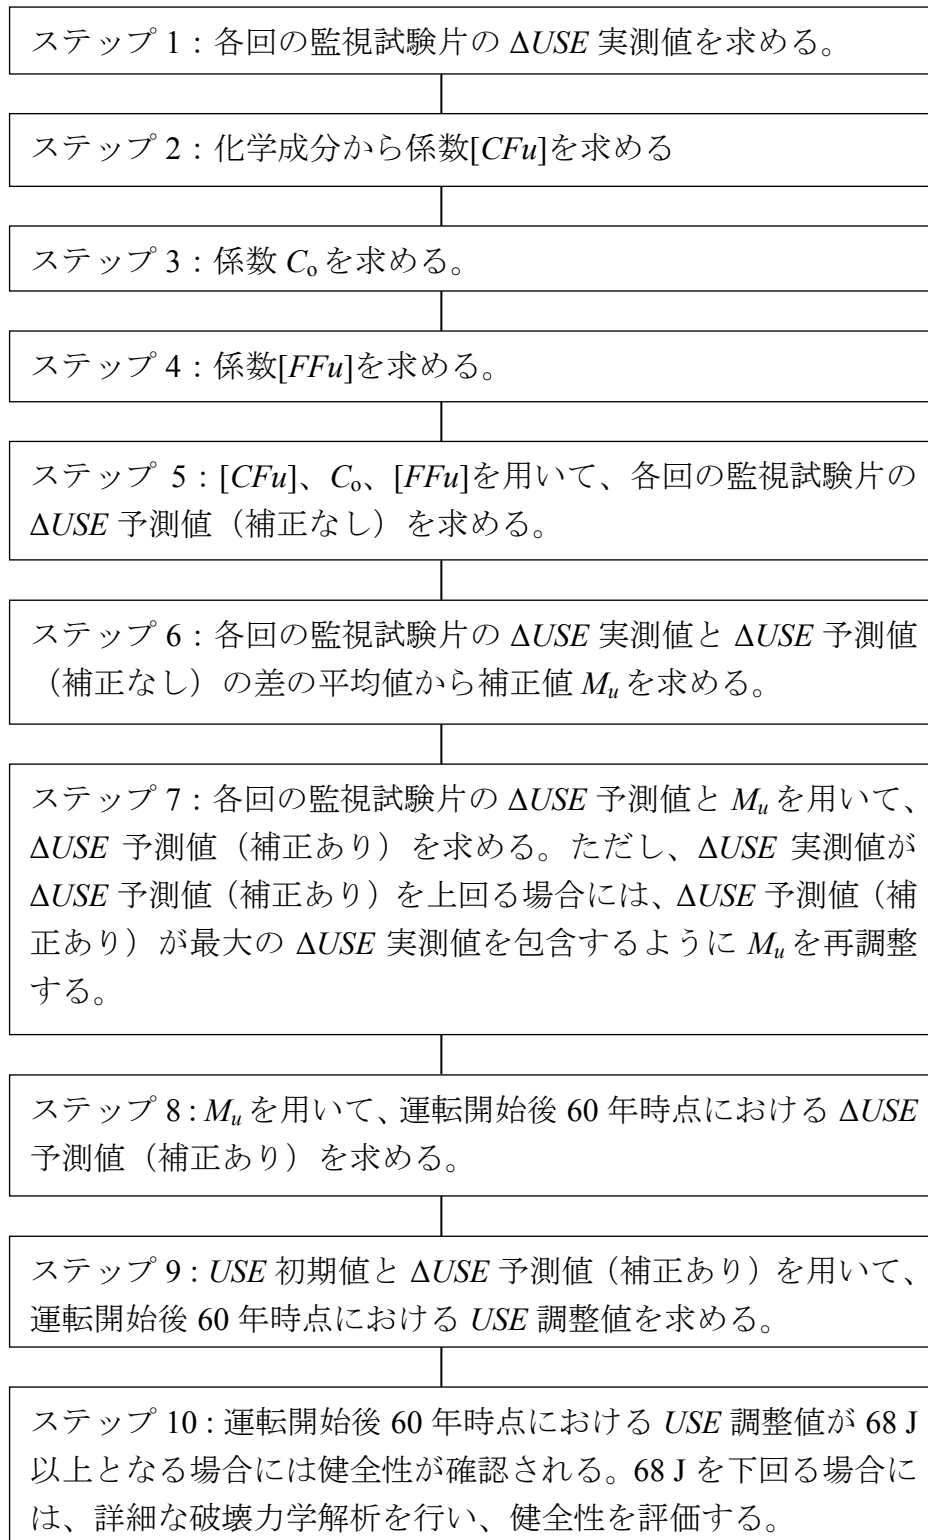 ステップ 1：各回の監視試験片の ΔUSE 実測値を求める。
ステップ 2：化学成分から係数[CFu]を求める
ステップ 3：係数 Co を求める。
ステップ 4：係数[FFu]を求める。
ステップ 5：[CFu]、Co、[FFu]を用いて、各回の監視試験片の
ΔUSE 予測値（補正なし）を求める。
ステップ 6：各回の監視試験片の ΔUSE 実測値と ΔUSE 予測値
（補正なし）の差の平均値から補正値 Mu を求める。
ステップ 7：各回の監視試験片の ΔUSE 予測値と Mu を用いて、
ΔUSE 予測値（補正あり）を求める。ただし、ΔUSE 実測値が
ΔUSE 予測値（補正あり）を上回る場合には、ΔUSE 予測値（補
正あり）が最大の ΔUSE 実測値を包含するように Mu を再調整
する。
ステップ 8：Mu を用いて、運転開始後 60 年時点における ΔUSE
予測値（補正あり）を求める。
ステップ 9：USE 初期値と ΔUSE 予測値（補正あり）を用いて、
運転開始後 60 年時点における USE 調整値を求める。
ステップ 10：運転開始後 60 年時点における USE 調整値が 68 J
以上となる場合には健全性が確認される。68 J を下回る場合に
は、詳細な破壊力学解析を行い、健全性を評価する。